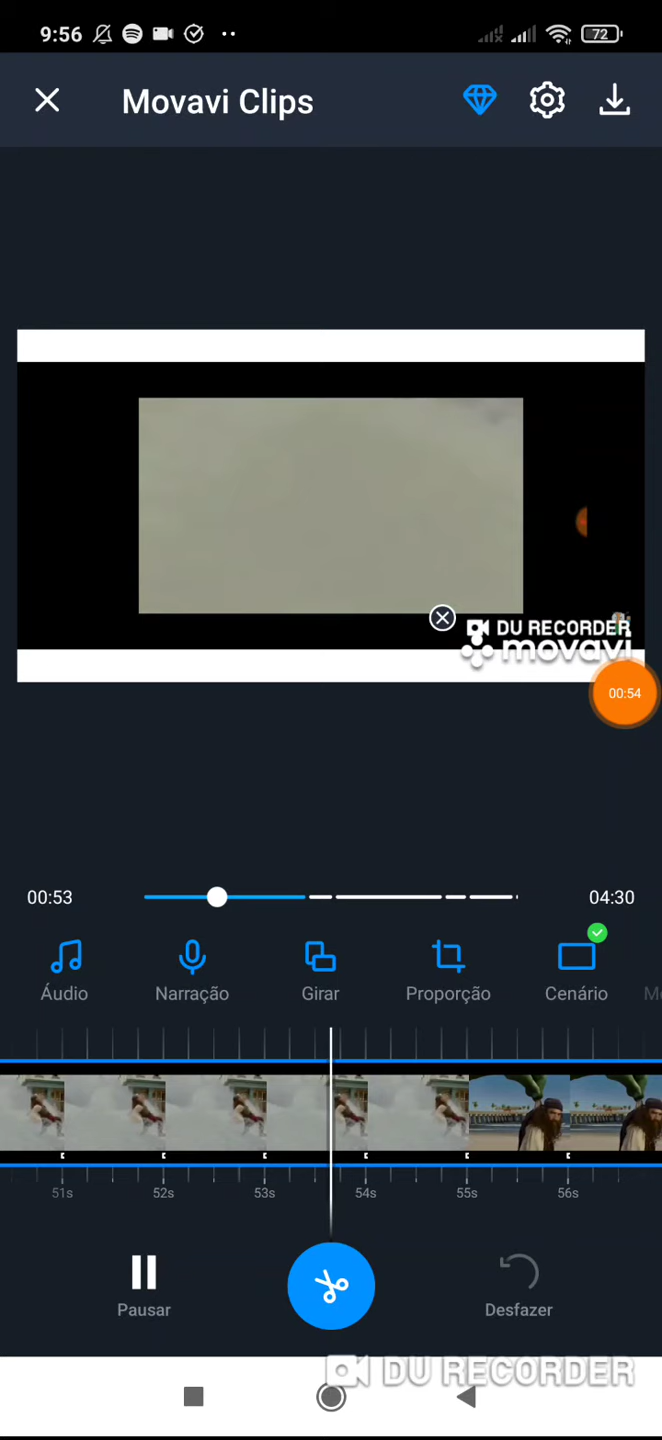 9:56
72
Movavi Clips
DU RECORDER
movavi
00:54
00:53
04:30
Áudio
Narração
Girar
Proporção
Cenário
M
51s
52s
53s
54s
55s
56s
Pausar
Desfazer
DU RECORDER